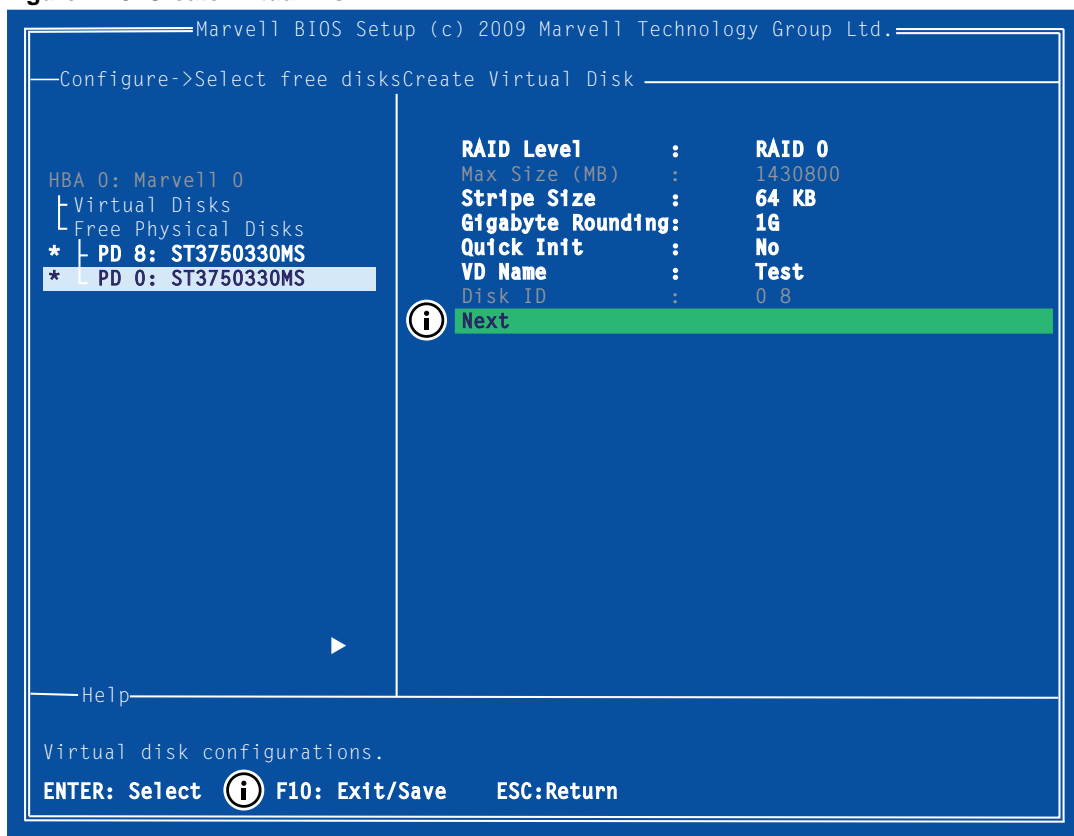 Marvell BIOS Setup (c) 2009 Marvell Technology Group Ltd.
Configure->Select free disksCreate Virtual Disk
HBA 0: Marvell 0
Virtual Disks
Free Physical Disks
* PD 8: ST3750330MS
* PD 0: ST3750330MS
RAID Level : RAID 0
Max Size (MB) : 1430800
Stripe Size : 64 KB
Gigabyte Rounding: 1G
Quick Init : No
VD Name : Test
Disk ID : 0 8
i Next
Help
Virtual disk configurations.
ENTER: Select i F10: Exit/Save ESC:Return